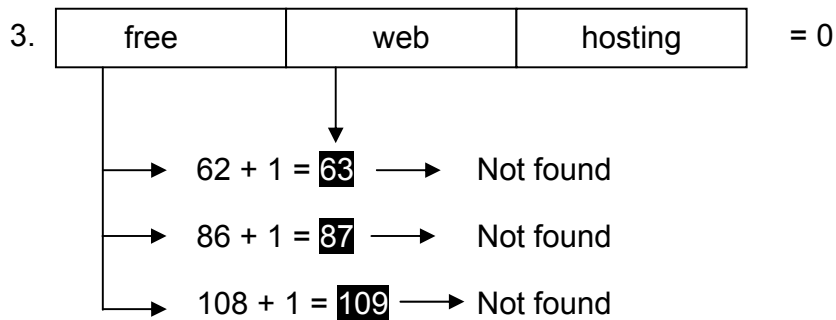 3. free web hosting = 0
62 + 1 = 63 Not found
86 + 1 = 87 Not found
108 + 1 = 109 Not found